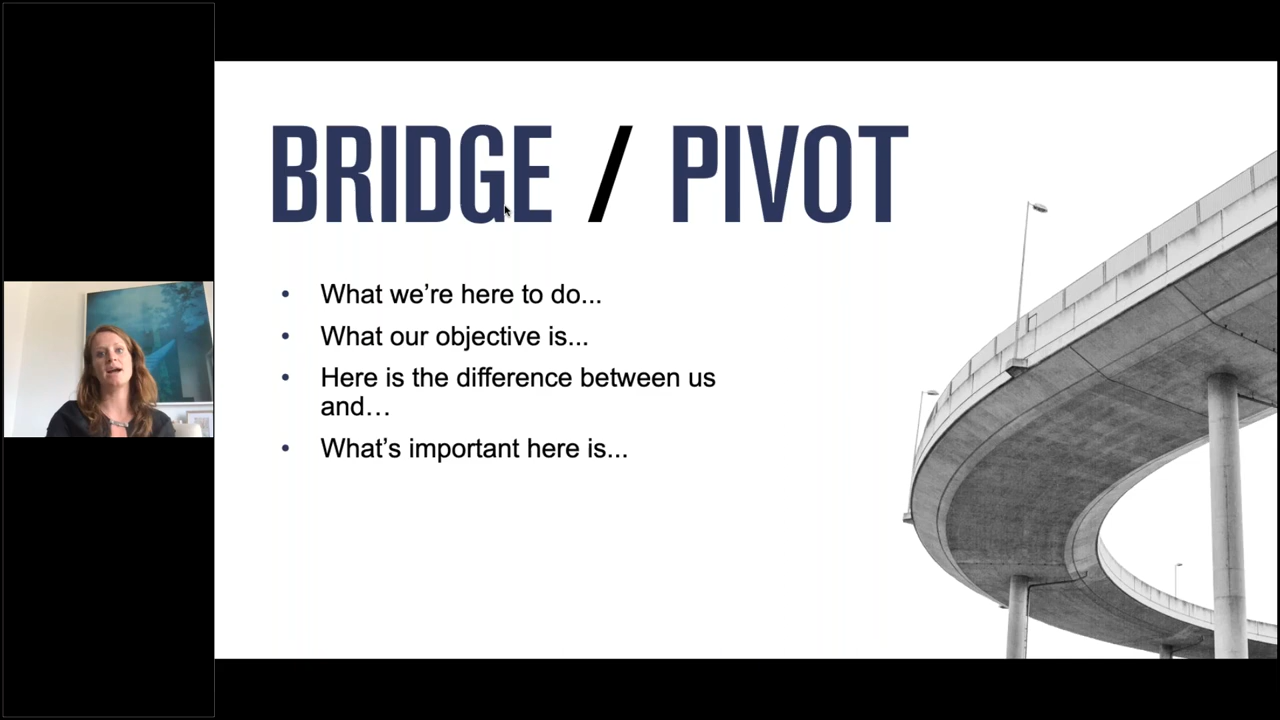 BRIDGE / PIVOT
• What we’re here to do...
• What our objective is...
• Here is the difference between us
and…
• What’s important here is...